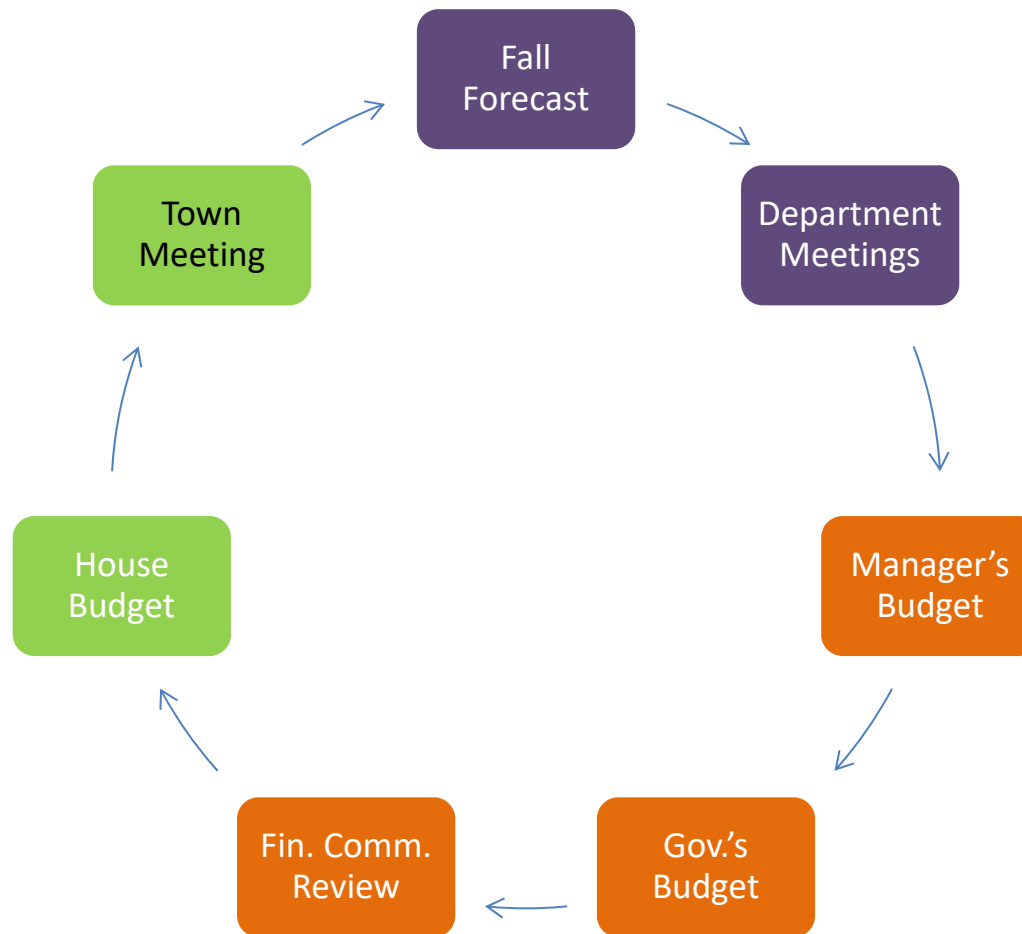 Fall
Forecast
Department
Meetings
Manager’s
Budget
Gov.’s
Budget
Fin. Comm.
Review
House
Budget
Town
Meeting